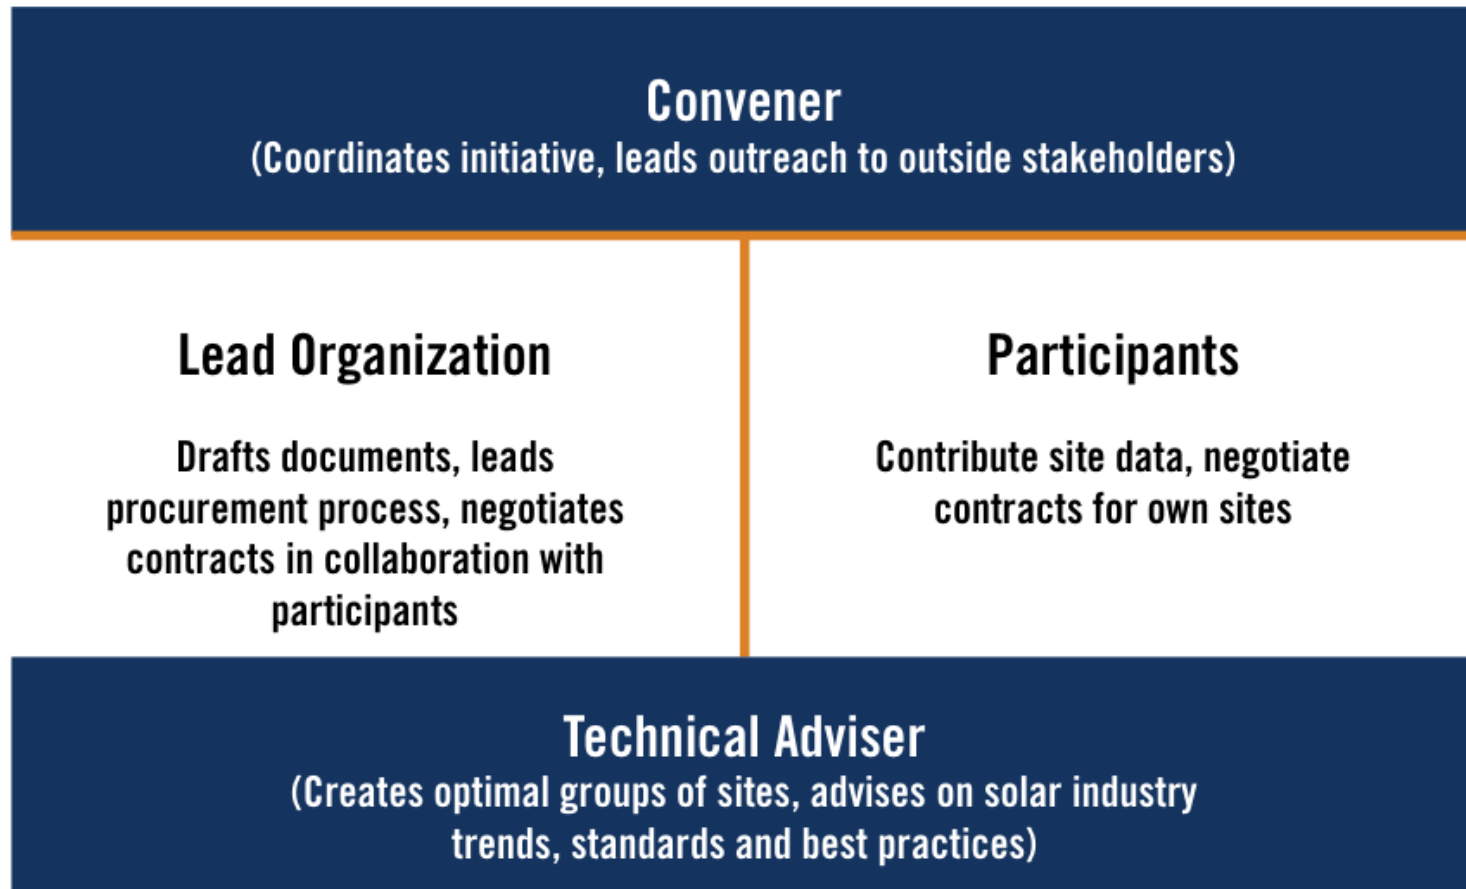 Convener
(Coordinates initiative, leads outreach to outside stakeholders)
Lead Organization
Drafts documents, leads
procurement process, negotiates
contracts in collaboration with
participants
Participants
Contribute site data, negotiate
contracts for own sites
Technical Adviser
(Creates optimal groups of sites, advises on solar industry
trends, standards and best practices)